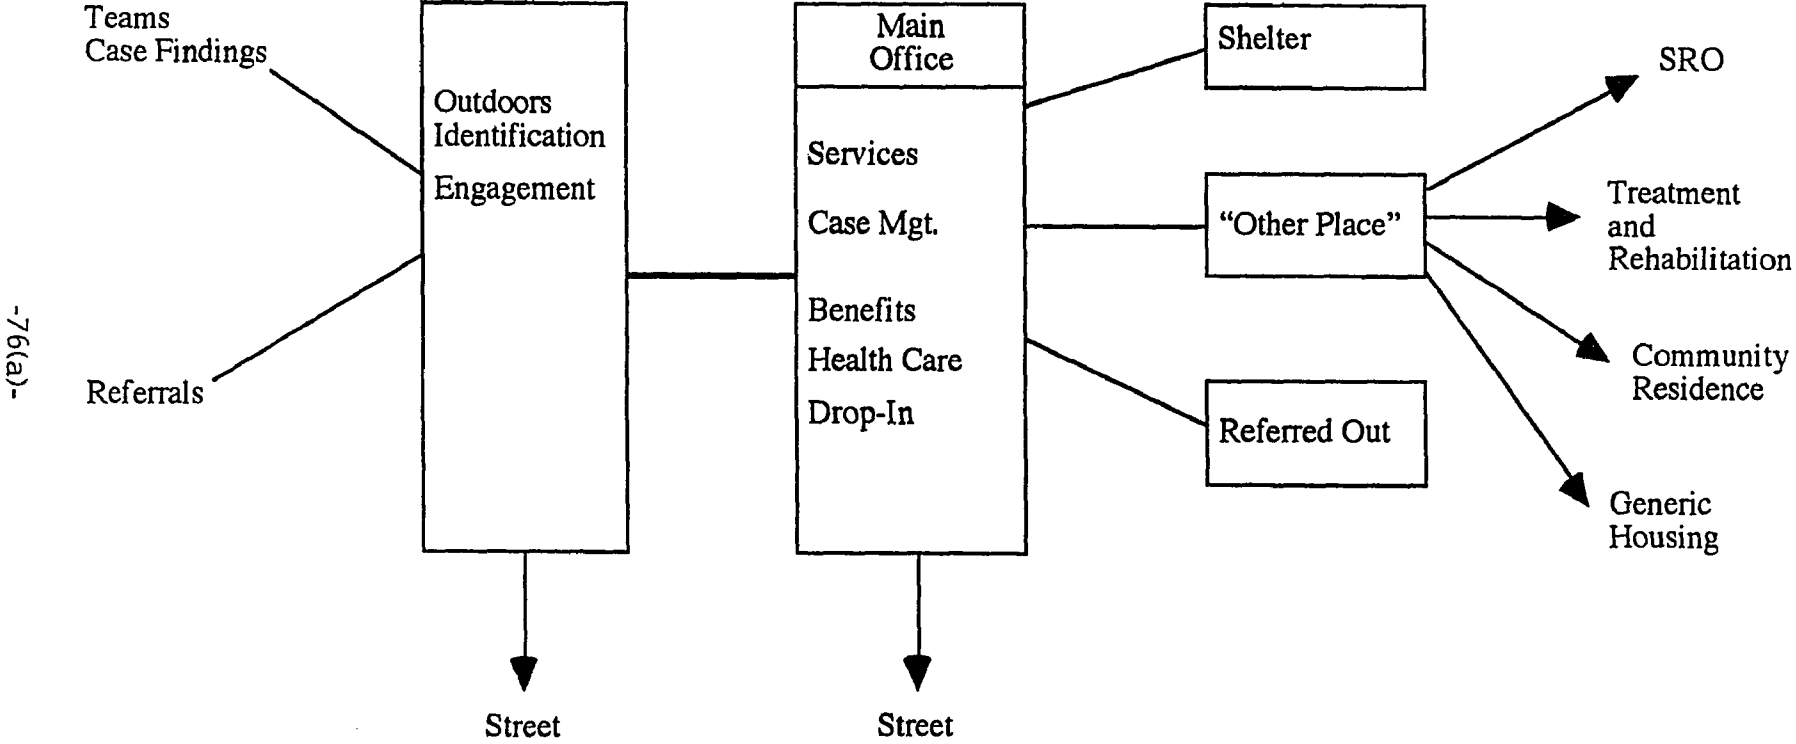 Teams
Case Findings
Referrals
-76(a)-
Outdoors
Identification
Engagement
Street
Main
Office
Services
Case Mgt.
Benefits
Health Care
Drop-In
Street
Shelter
“Other Place”
Referred Out
SRO
Treatment
and
Rehabilitation
Community
Residence
Generic
Housing